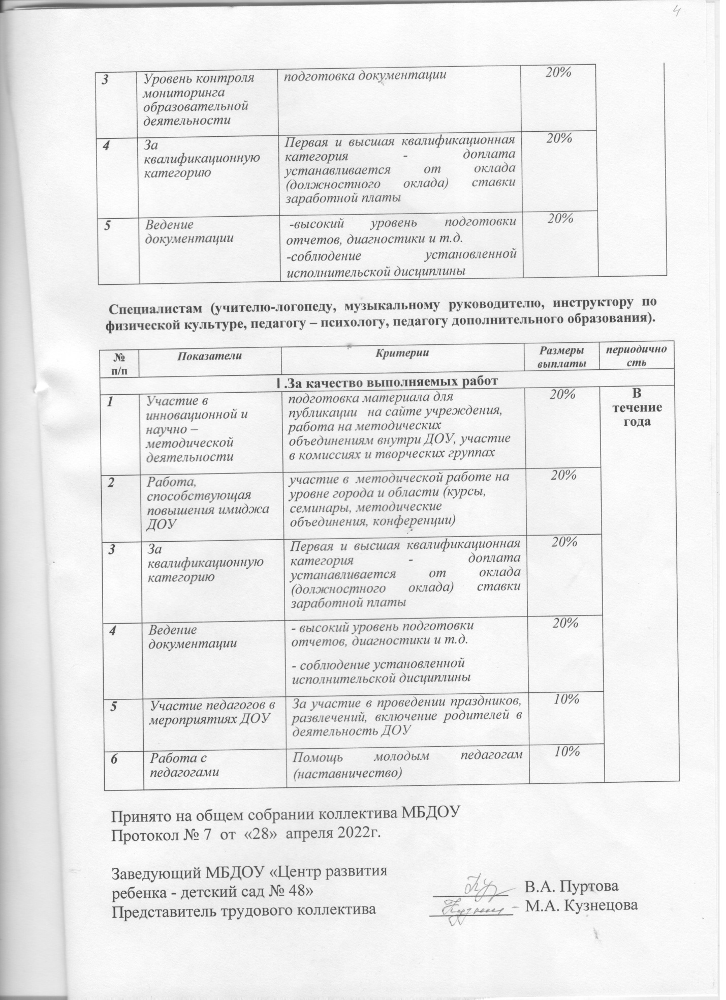 4
3
Уровень контроля
мониторинга
образовательной
деятельности
подготовка документации
20%
4
За
квалификационную
категорию
Первая и высшая квалификационная
категория - доплата
устанавливается от оклада
(должностного оклада) ставки
заработной платы
20%
5
Ведение
документации
-высокий уровень подготовки
отчетов, диагностики и т.д.
-соблюдение установленной
исполнительской дисциплины
20%
Специалистам (учителю-логопеду, музыкальному руководителю, инструктору по
физической культуре, педагогу – психологу, педагогу дополнительного образования).
№
п/п
Показатели
Критерии
Размеры
выплаты
периодично
сть
I .За качество выполняемых работ
1
Участие в
инновационной и
научно –
методической
деятельности
подготовка материала для
публикации на сайте учреждения,
работа на методических
объединениям внутри ДОУ, участие
в комиссиях и творческих группах
20%
В
течение
года
2
Работа,
способствующая
повышения имиджа
ДОУ
участие в методической работе на
уровне города и области (курсы,
семинары, методические
объединения, конференции)
20%
3
За
квалификационную
категорию
Первая и высшая квалификационная
категория - доплата
устанавливается от оклада
(должностного оклада) ставки
заработной платы
20%
4
Ведение
документации
- высокий уровень подготовки
отчетов, диагностики и т.д.
- соблюдение установленной
исполнительской дисциплины
20%
5
Участие педагогов в
мероприятиях ДОУ
За участие в проведении праздников,
развлечений, включение родителей в
деятельность ДОУ
10%
6
Работа с
педагогами
Помощь молодым педагогам
(наставничество)
10%
Принято на общем собрании коллектива МБДОУ
Протокол № 7 от «28» апреля 2022г.
Заведующий МБДОУ «Центр развития
ребенка - детский сад № 48» В.А. Пуртова
Представитель трудового коллектива М.А. Кузнецова